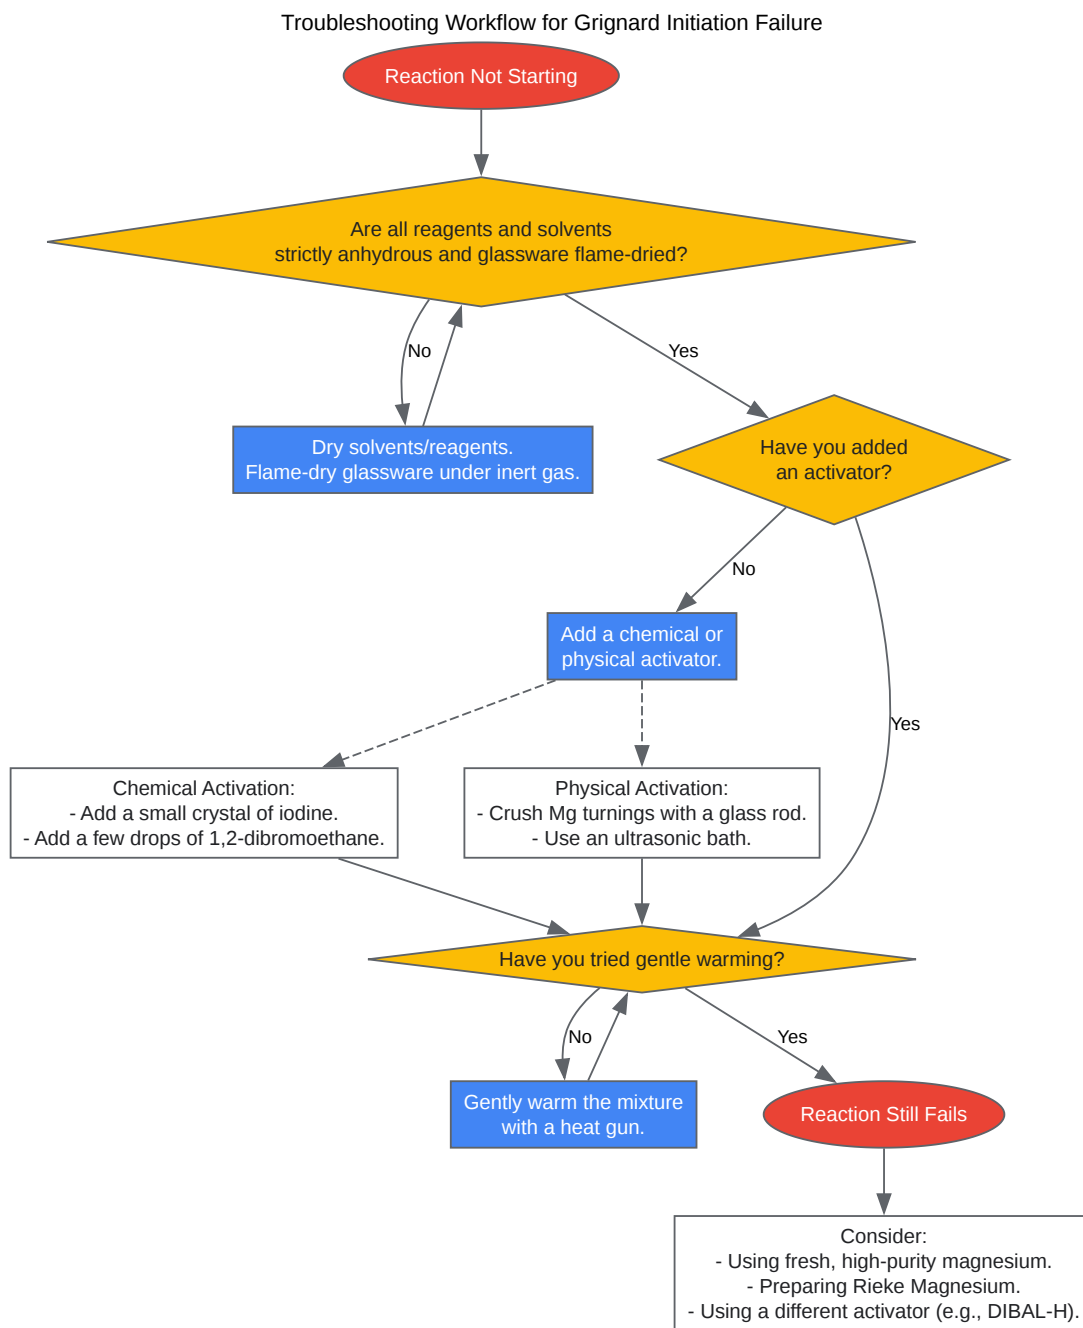 Troubleshooting Workflow for Grignard Initiation Failure
Reaction Not Starting
Are all reagents and solvents
strictly anhydrous and glassware flame-dried?
No
Yes
Dry solvents/reagents.
Flame-dry glassware under inert gas.
Have you added
an activator?
No
Yes
Add a chemical or
physical activator.
Chemical Activation:
- Add a small crystal of iodine.
- Add a few drops of 1,2-dibromoethane.
Physical Activation:
- Crush Mg turnings with a glass rod.
- Use an ultrasonic bath.
Have you tried gentle warming?
No
Yes
Gently warm the mixture
with a heat gun.
Reaction Still Fails
Consider:
- Using fresh, high-purity magnesium.
- Preparing Rieke Magnesium.
- Using a different activator (e.g., DIBAL-H).